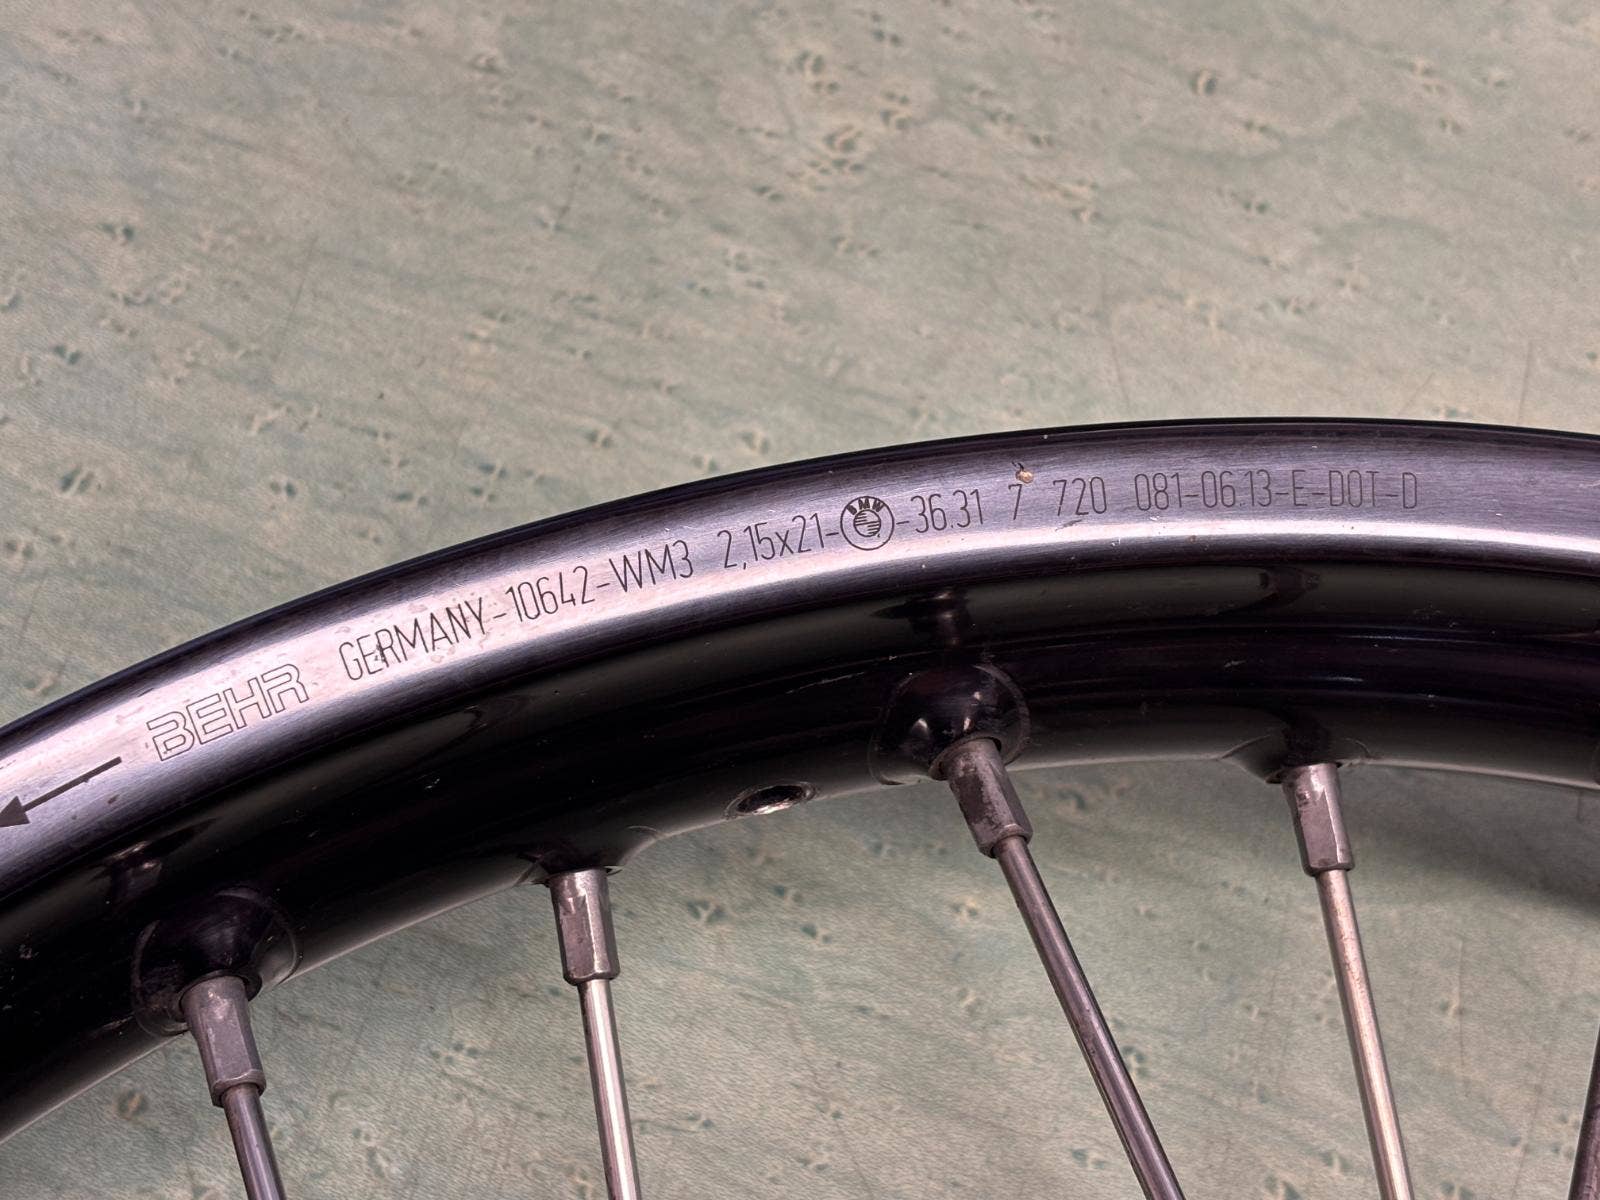 BEHR GERMANY-10642-WM3 2,15x21-BMW-36.31 7 720 081-06.13-E-DOT-D